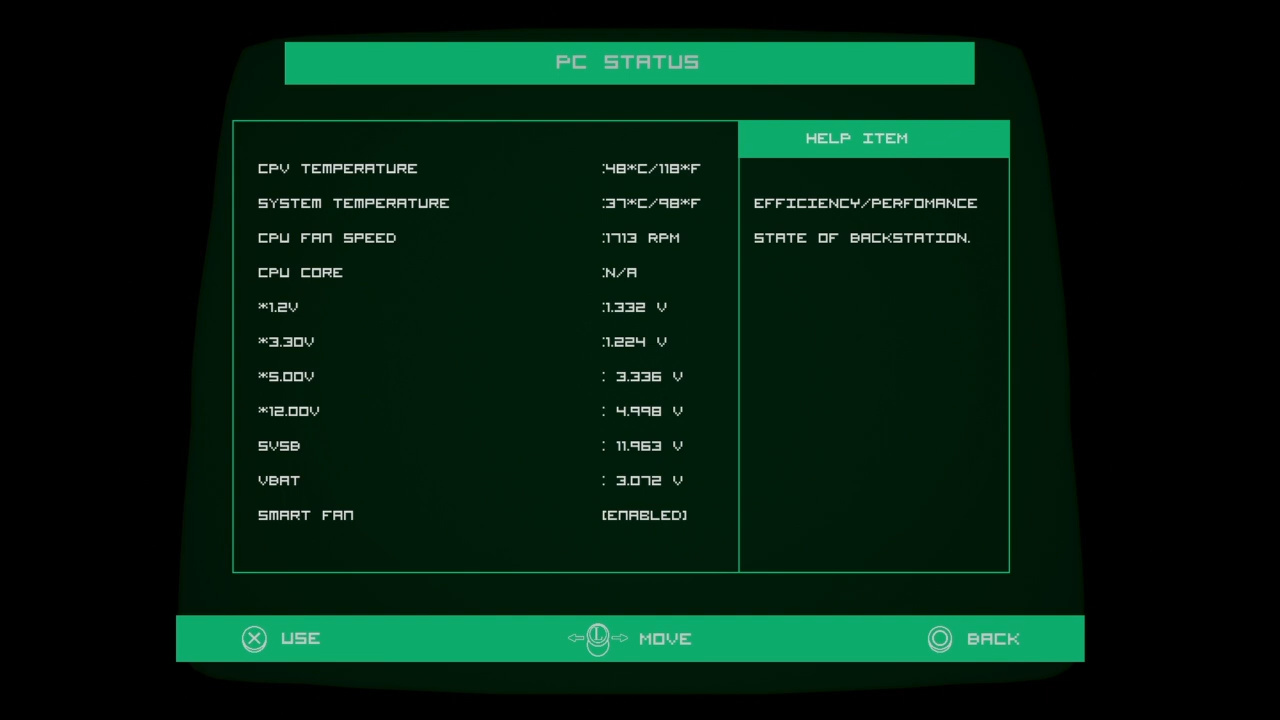 PC STATUS
HELP ITEM
CPV TEMPERATURE :48*C/118*F
SYSTEM TEMPERATURE :37*C/98*F
CPU FAN SPEED :1713 RPM
CPU CORE :N/A
*1.2V :1.332 V
*3.30V :1.224 V
*5.00V : 3.336 V
*12.00V : 4.998 V
5VSB : 11.963 V
VBAT : 3.072 V
SMART FAN [ENABLED]
EFFICIENCY/PERFOMANCE
STATE OF BACKSTATION.
USE
L MOVE
BACK